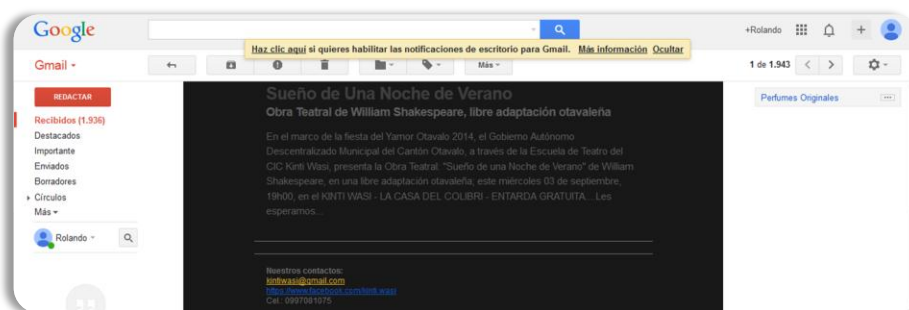 Google
+Rolando
Haz clic aquí si quieres habilitar las notificaciones de escritorio para Gmail. Más información Ocultar
Gmail
Más
1 de 1.943
REDACTAR
Recibidos (1.936)
Destacados
Importante
Enviados
Borradores
Círculos
Más
Rolando
Sueño de Una Noche de Verano
Obra Teatral de William Shakespeare, libre adaptación otavaleña
En el marco de la fiesta del Yamor Otavalo 2014, el Gobierno Autónomo
Descentralizado Municipal del Cantón Otavalo, a través de la Escuela de Teatro del
CIC Kinti Wasi, presenta la Obra Teatral: "Sueño de una Noche de Verano" de William
Shakespeare, en una libre adaptación otavaleña; este miércoles 03 de septiembre,
19h00, en el KINTI WASI - LA CASA DEL COLIBRI - ENTARDA GRATUITA... Les
esperamos...
Nuestros contactos:
kintiwasi@gmail.com
https://www.facebook.com/kinti.wasi
Cel.: 0997081075
Perfumes Originales